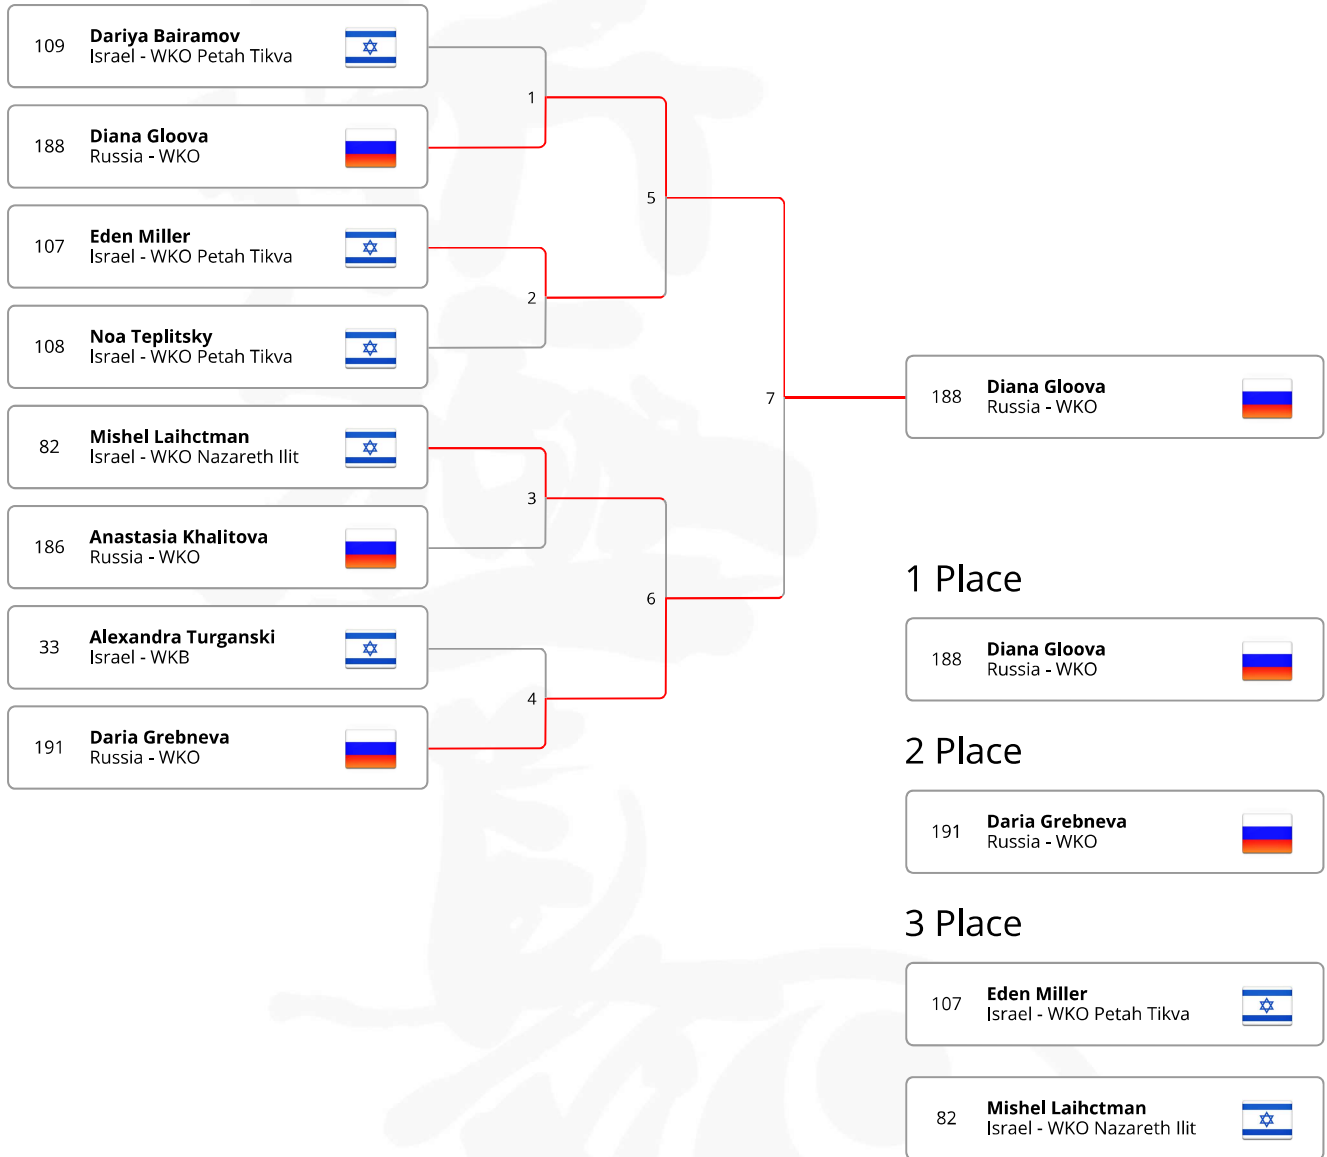 109
Dariya Bairamov
Israel - WKO Petah Tikva
188
Diana Gloova
Russia - WKO
107
Eden Miller
Israel - WKO Petah Tikva
108
Noa Teplitsky
Israel - WKO Petah Tikva
82
Mishel Laihctman
Israel - WKO Nazareth Ilit
186
Anastasia Khalitova
Russia - WKO
33
Alexandra Turganski
Israel - WKB
191
Daria Grebneva
Russia - WKO
1
2
3
4
5
6
7
188
Diana Gloova
Russia - WKO
1 Place
188
Diana Gloova
Russia - WKO
2 Place
191
Daria Grebneva
Russia - WKO
3 Place
107
Eden Miller
Israel - WKO Petah Tikva
82
Mishel Laihctman
Israel - WKO Nazareth Ilit